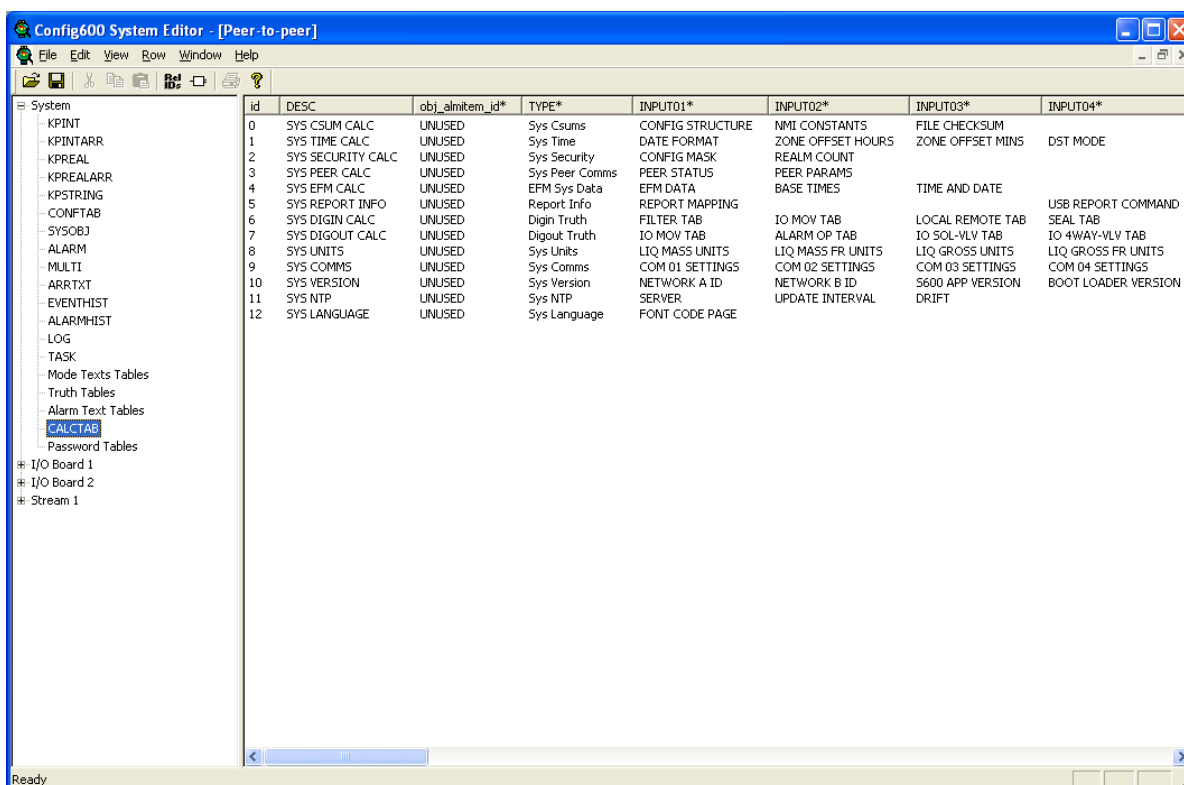 Config600 System Editor - [Peer-to-peer]
File Edit View Row Window Help
Rel IDs
System
KPINT
KPINTARR
KPREAL
KPREALARR
KPSTRING
CONFTAB
SYSOBJ
ALARM
MULTI
ARRTXT
EVENTHIST
ALARMHIST
LOG
TASK
Mode Texts Tables
Truth Tables
Alarm Text Tables
CALCTAB
Password Tables
I/O Board 1
I/O Board 2
Stream 1
id DESC obj_almitem_id* TYPE* INPUT01* INPUT02* INPUT03* INPUT04*
0 SYS CSUM CALC UNUSED Sys Csums CONFIG STRUCTURE NMI CONSTANTS FILE CHECKSUM
1 SYS TIME CALC UNUSED Sys Time DATE FORMAT ZONE OFFSET HOURS ZONE OFFSET MINS DST MODE
2 SYS SECURITY CALC UNUSED Sys Security CONFIG MASK REALM COUNT
3 SYS PEER CALC UNUSED Sys Peer Comms PEER STATUS PEER PARAMS
4 SYS EFM CALC UNUSED EFM Sys Data EFM DATA BASE TIMES TIME AND DATE
5 SYS REPORT INFO UNUSED Report Info REPORT MAPPING USB REPORT COMMAND
6 SYS DIGIN CALC UNUSED Digin Truth FILTER TAB IO MOV TAB LOCAL REMOTE TAB SEAL TAB
7 SYS DIGOUT CALC UNUSED Digout Truth IO MOV TAB ALARM OP TAB IO SOL-VLV TAB IO 4WAY-VLV TAB
8 SYS UNITS UNUSED Sys Units LIQ MASS UNITS LIQ MASS FR UNITS LIQ GROSS UNITS LIQ GROSS FR UNITS
9 SYS COMMS UNUSED Sys Comms COM 01 SETTINGS COM 02 SETTINGS COM 03 SETTINGS COM 04 SETTINGS
10 SYS VERSION UNUSED Sys Version NETWORK A ID NETWORK B ID S600 APP VERSION BOOT LOADER VERSION
11 SYS NTP UNUSED Sys NTP SERVER UPDATE INTERVAL DRIFT
12 SYS LANGUAGE UNUSED Sys Language FONT CODE PAGE
Ready